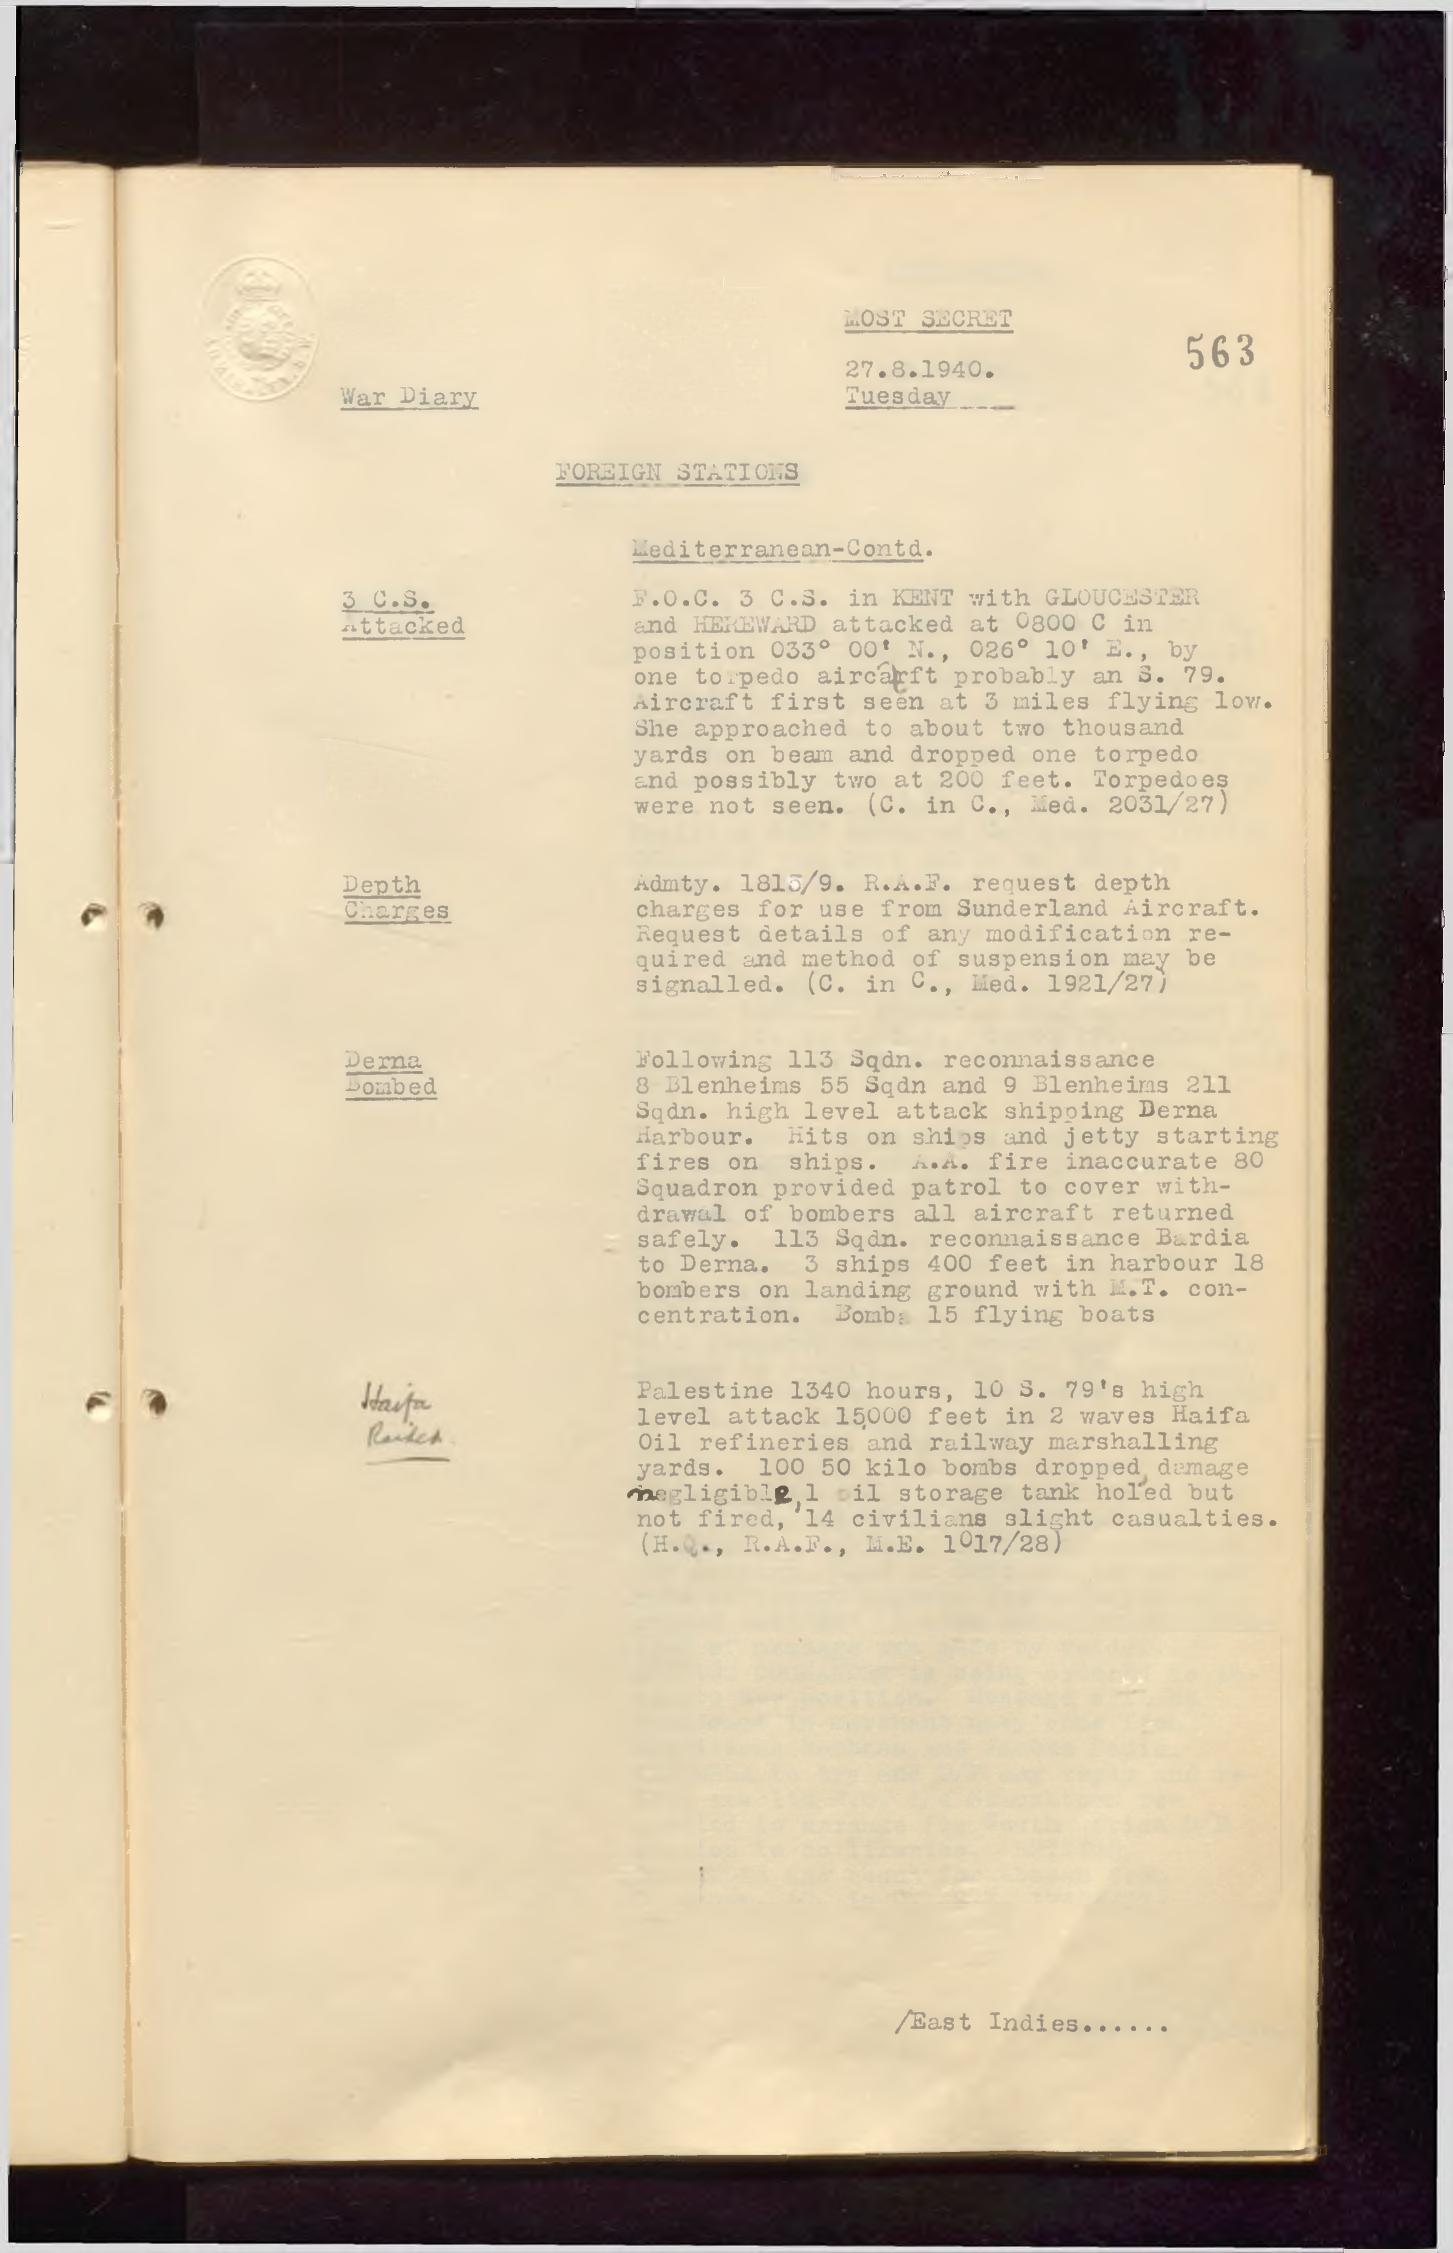 MOST SECRET
563
27.8.1940.
War Diary
Tuesday
FOREIGN STATIONS
Mediterranean-Contd.
3 C.S.
Attacked
F.O.C. 3 C.S. in KENT with GLOUCESTER
and HEREWARD attacked at 0800 C in
position 033° 00' N., 026° 10' E., by
one torpedo aircarft probably an S. 79.
Aircraft first seen at 3 miles flying low.
She approached to about two thousand
yards on beam and dropped one torpedo
and possibly two at 200 feet. Torpedoes
were not seen. (C. in C., Med. 2031/27)
Depth
Charges
Admty. 1815/9. R.A.F. request depth
charges for use from Sunderland Aircraft.
Request details of any modification re-
quired and method of suspension may be
signalled. (C. in C., Med. 1921/27)
Derna
Bombed
Following 113 Sqdn. reconnaissance
8 Blenheims 55 Sqdn and 9 Blenheims 211
Sqdn. high level attack shipping Derna
Harbour. Hits on ships and jetty starting
fires on ships. A.A. fire inaccurate 80
Squadron provided patrol to cover with-
drawal of bombers all aircraft returned
safely. 113 Sqdn. reconnaissance Bardia
to Derna. 3 ships 400 feet in harbour 18
bombers on landing ground with M.T. con-
centration. Bomba 15 flying boats
Haifa
Raided.
Palestine 1340 hours, 10 S. 79's high
level attack 15,000 feet in 2 waves Haifa
Oil refineries and railway marshalling
yards. 100 50 kilo bombs dropped, damage
negligible, 1 oil storage tank holed but
not fired, 14 civilians slight casualties.
(H.Q., R.A.F., M.E. 1017/28)
/East Indies......